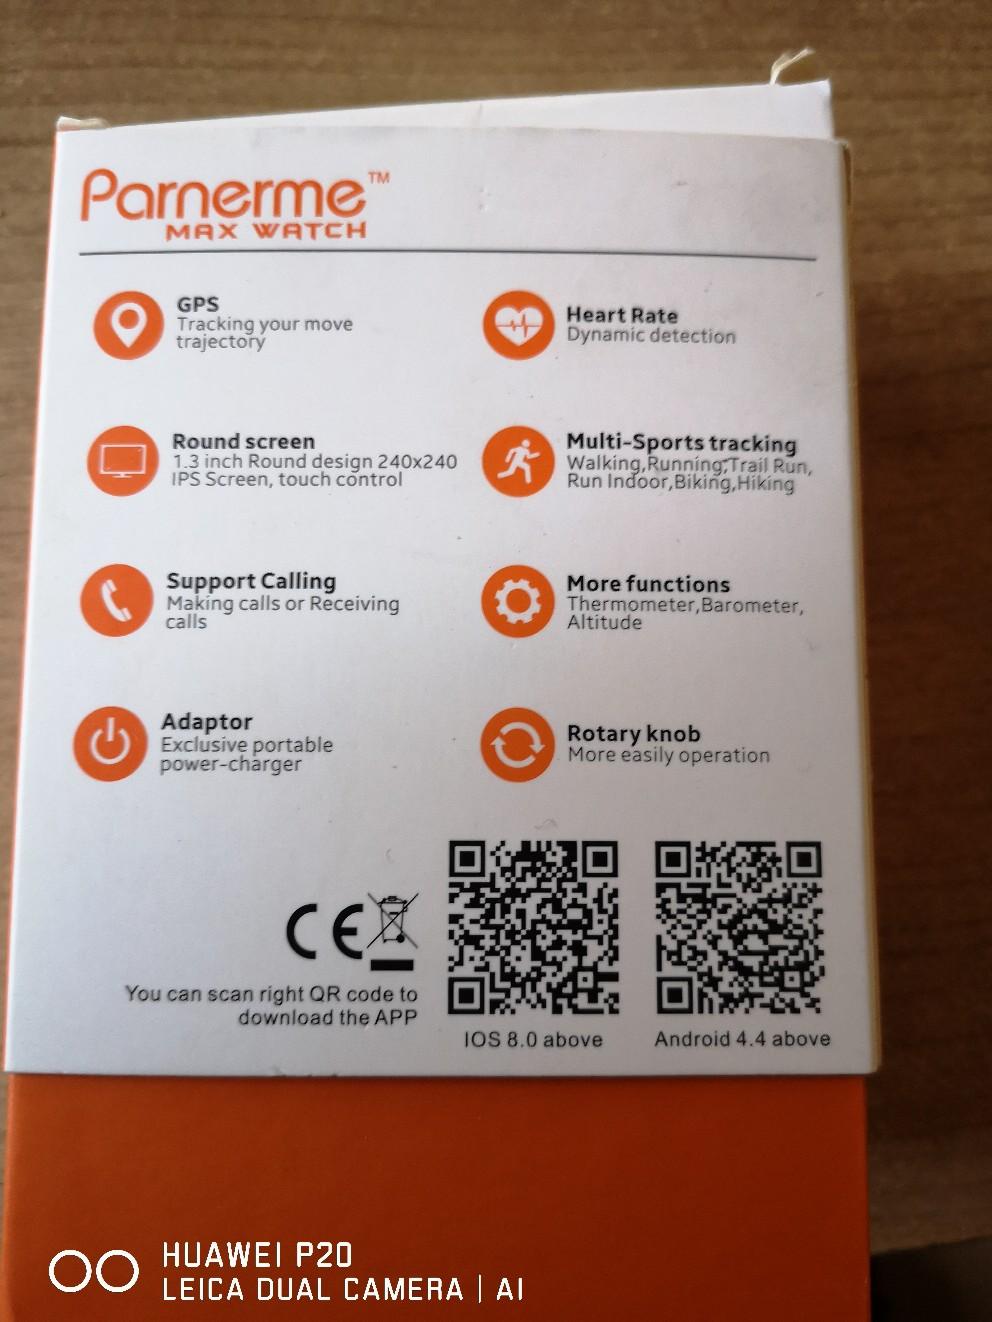 Parnerme™
MAX WATCH
GPS
Tracking your move
trajectory
Heart Rate
Dynamic detection
Round screen
1.3 inch Round design 240x240
IPS Screen, touch control
Multi-Sports tracking
Walking,Running,Trail Run,
Run Indoor,Biking,Hiking
Support Calling
Making calls or Receiving
calls
More functions
Thermometer,Barometer,
Altitude
Adaptor
Exclusive portable
power-charger
Rotary knob
More easily operation
CE
You can scan right QR code to
download the APP
IOS 8.0 above
Android 4.4 above
HUAWEI P20
LEICA DUAL CAMERA | AI